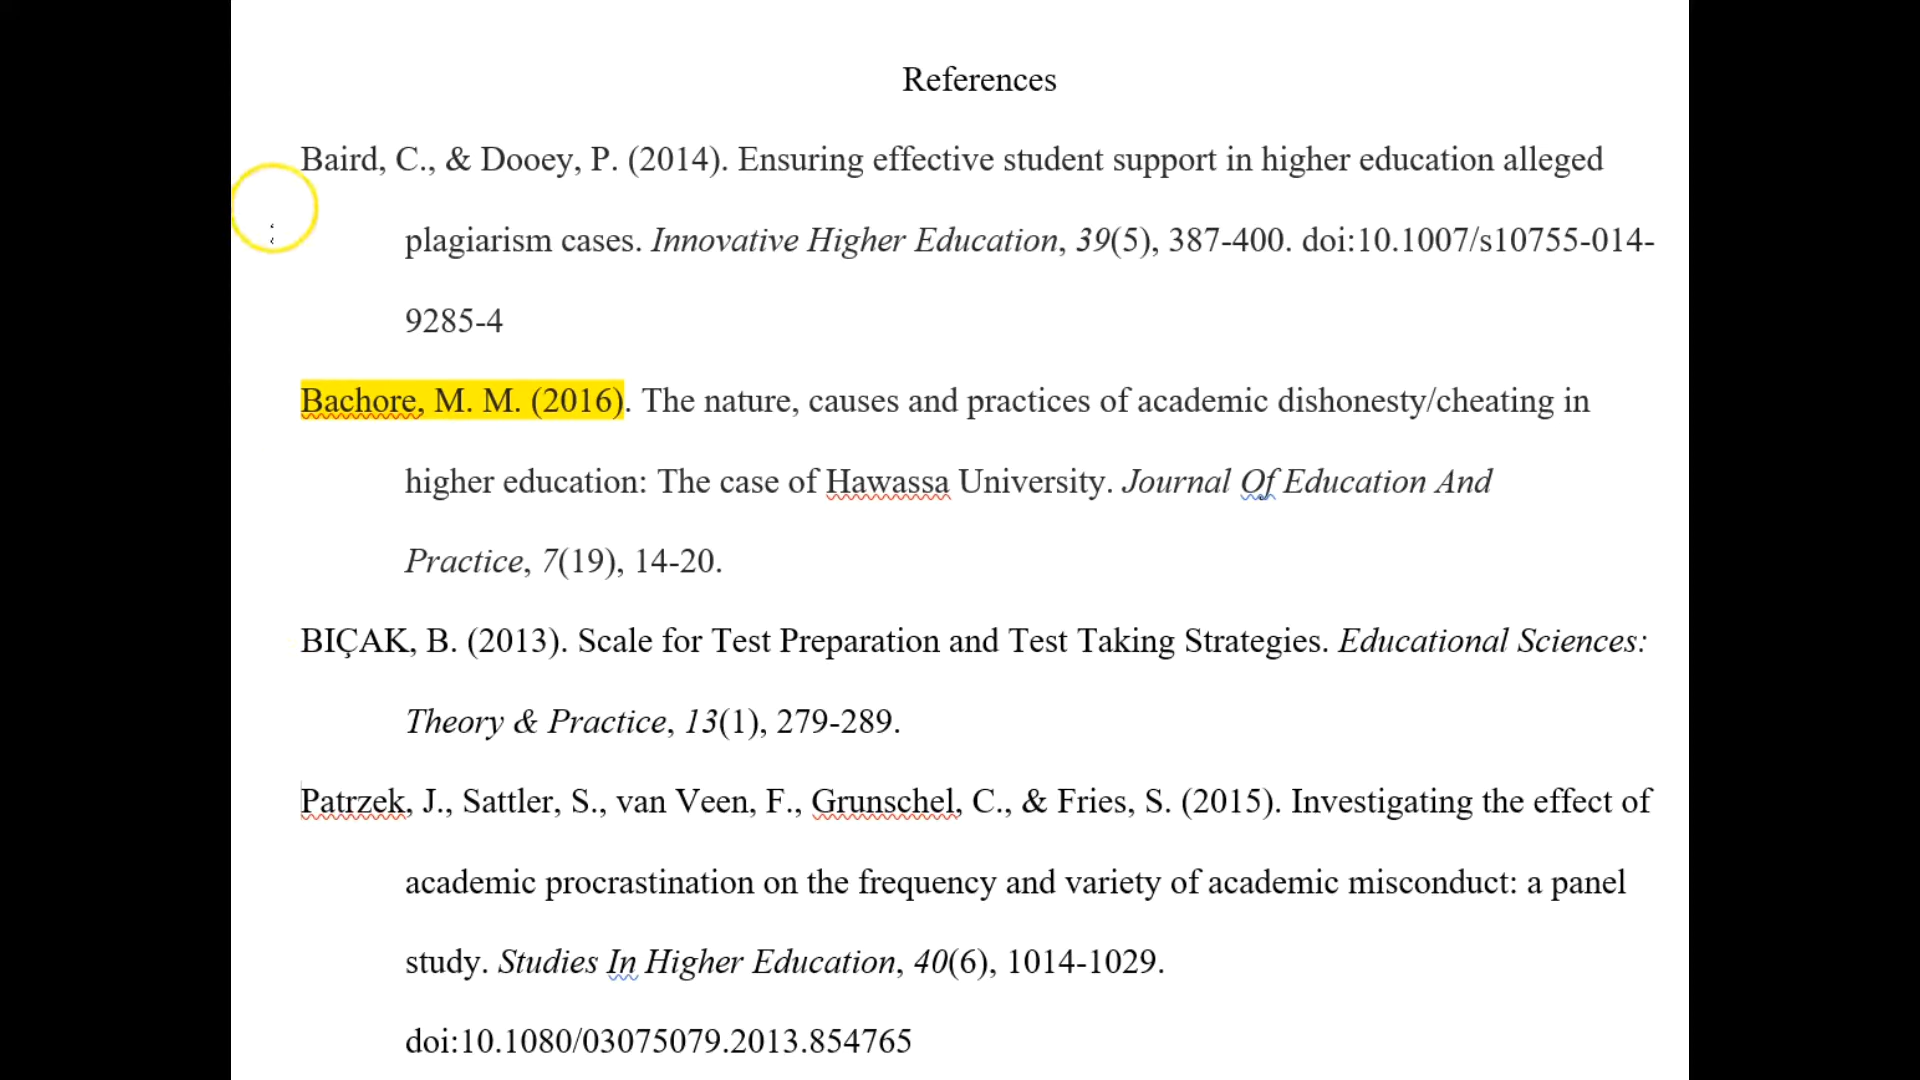 References
Baird, C., & Dooey, P. (2014). Ensuring effective student support in higher education alleged
plagiarism cases. Innovative Higher Education, 39(5), 387-400. doi:10.1007/s10755-014-
9285-4
Bachore, M. M. (2016). The nature, causes and practices of academic dishonesty/cheating in
higher education: The case of Hawassa University. Journal Of Education And
Practice, 7(19), 14-20.
BIÇAK, B. (2013). Scale for Test Preparation and Test Taking Strategies. Educational Sciences:
Theory & Practice, 13(1), 279-289.
Patrzek, J., Sattler, S., van Veen, F., Grunschel, C., & Fries, S. (2015). Investigating the effect of
academic procrastination on the frequency and variety of academic misconduct: a panel
study. Studies In Higher Education, 40(6), 1014-1029.
doi:10.1080/03075079.2013.854765